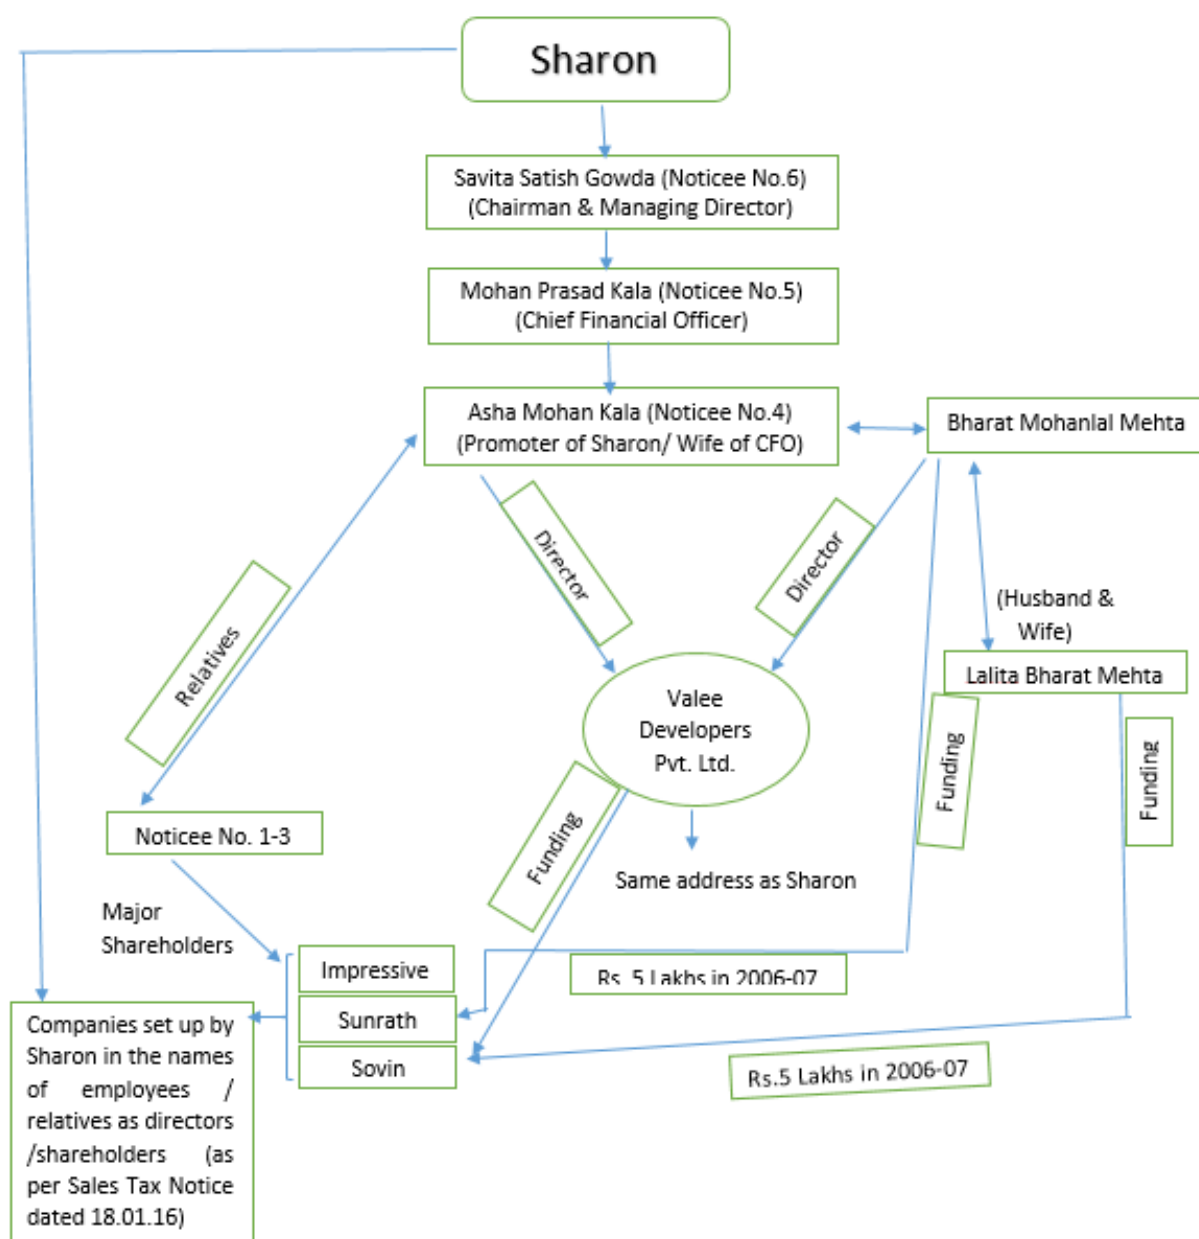 Sharon
Savita Satish Gowda (Noticee No.6)
(Chairman & Managing Director)
Mohan Prasad Kala (Noticee No.5)
(Chief Financial Officer)
Asha Mohan Kala (Noticee No.4)
(Promoter of Sharon/ Wife of CFO)
Bharat Mohanlal Mehta
Director
Director
Relatives
(Husband &
Wife)
Lalita Bharat Mehta
Valee
Developers
Pvt. Ltd.
Funding
Funding
Funding
Noticee No. 1-3
Same address as Sharon
Major
Shareholders
Impressive
Sunrath
Sovin
Rs. 5 Lakhs in 2006-07
Rs.5 Lakhs in 2006-07
Companies set up by
Sharon in the names
of employees /
relatives as directors
/shareholders (as
per Sales Tax Notice
dated 18.01.16)